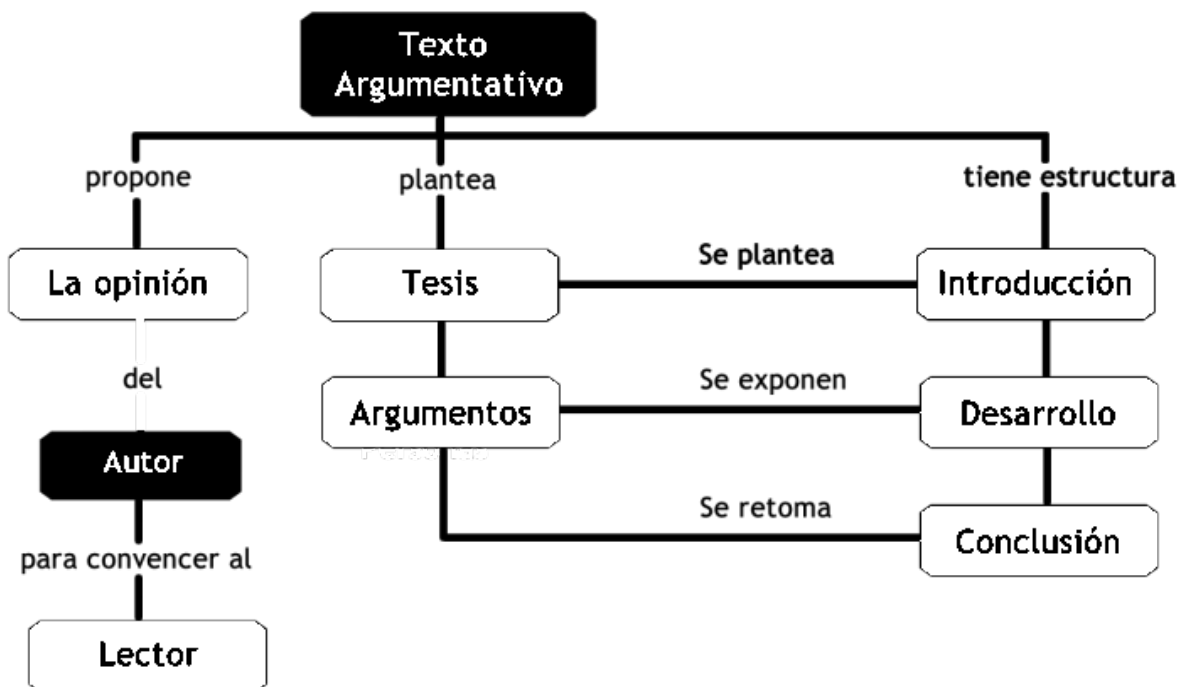 Texto
Argumentativo
propone
plantea
tiene estructura
La opinión
Tesis
Se plantea
Introducción
del
Argumentos
Se exponen
Desarrollo
Autor
Se retoma
Conclusión
para convencer al
Lector